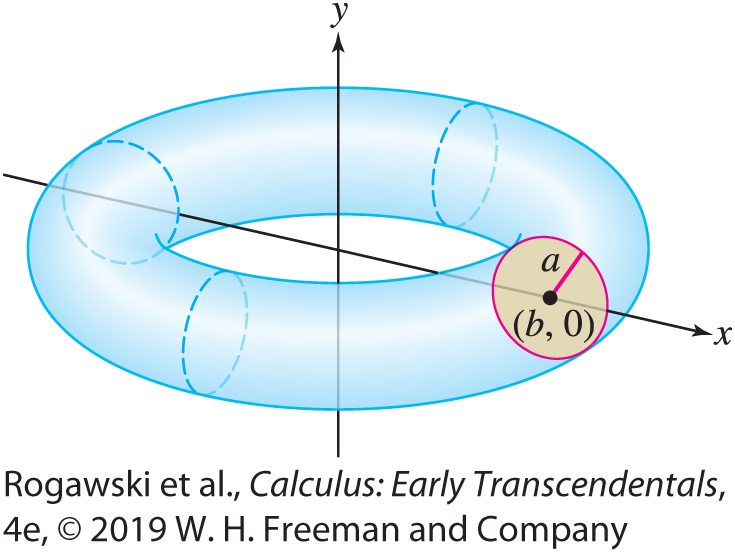 y
a
(b, 0)
x
Rogawski et al., Calculus: Early Transcendentals,
4e, © 2019 W. H. Freeman and Company